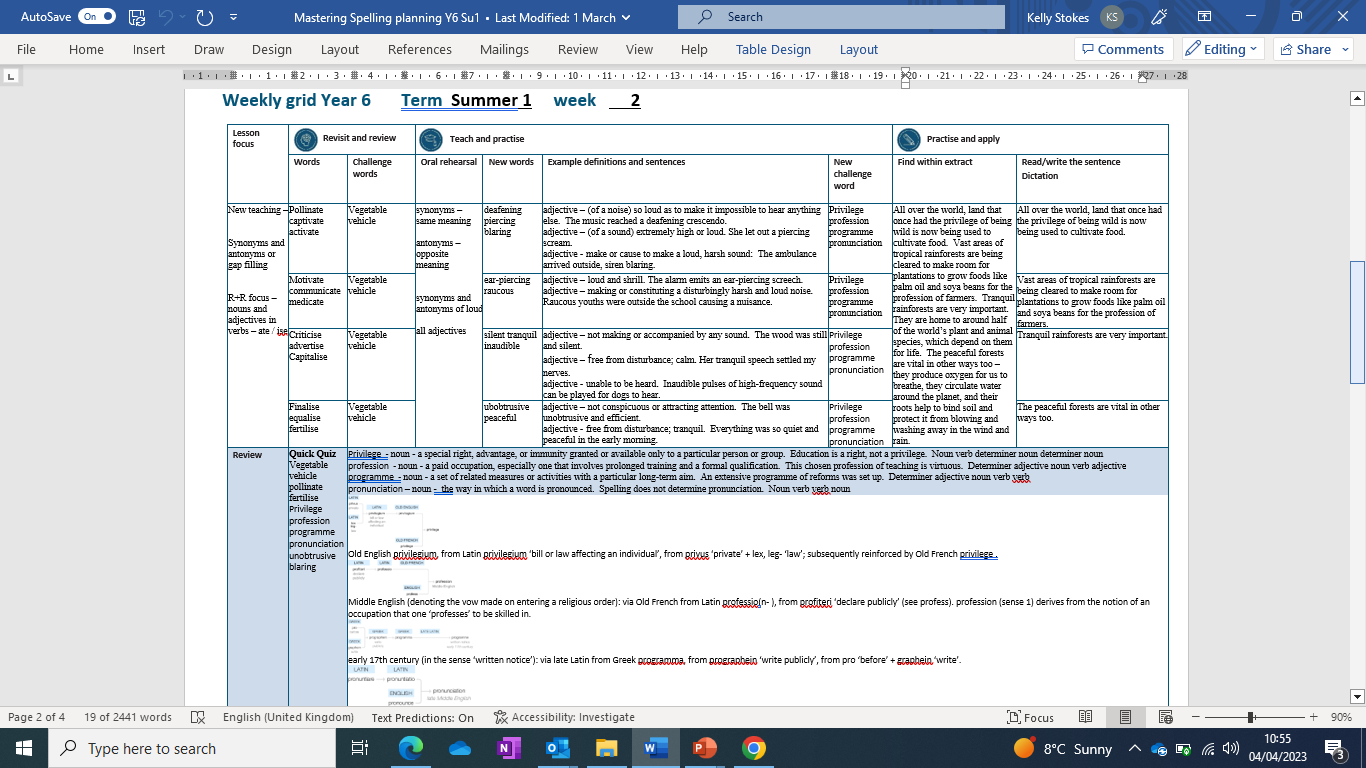 AutoSave On Mastering Spelling planning Y6 Su1 • Last Modified: 1 March Search Kelly Stokes KS
File Home Insert Draw Design Layout References Mailings Review View Help Table Design Layout Comments Editing Share
Weekly grid Year 6 Term Summer 1 week 2
Lesson focus
Revisit and review
Teach and practise
Practise and apply
Words
Challenge words
Oral rehearsal
New words
Example definitions and sentences
New challenge word
Find within extract
Read/write the sentence
Dictation
New teaching –
Synonyms and
antonyms or
gap filling
R+R focus –
nouns and
adjectives in
verbs – ate / ise
Pollinate
captivate
activate
Vegetable
vehicle
synonyms –
same meaning
antonyms –
opposite
meaning
synonyms and
antonyms of loud
all adjectives
deafening
piercing
blaring
adjective – (of a noise) so loud as to make it impossible to hear anything
else. The music reached a deafening crescendo.
adjective – (of a sound) extremely high or loud. She let out a piercing
scream.
adjective - make or cause to make a loud, harsh sound: The ambulance
arrived outside, siren blaring.
Privilege
profession
programme
pronunciation
All over the world, land that
once had the privilege of being
wild is now being used to
cultivate food. Vast areas of
tropical rainforests are being
cleared to make room for
plantations to grow foods like
palm oil and soya beans for the
profession of farmers. Tranquil
rainforests are very important.
They are home to around half
of the world's plant and animal
species, which depend on them
for life. The peaceful forests
are vital in other ways too –
they produce oxygen for us to
breathe, they circulate water
around the planet, and their
roots help to bind soil and
protect it from blowing and
washing away in the wind and
rain.
All over the world, land that once had
the privilege of being wild is now
being used to cultivate food.
Motivate
communicate
medicate
Vegetable
vehicle
ear-piercing
raucous
adjective – loud and shrill. The alarm emits an ear-piercing screech.
adjective – making or constituting a disturbingly harsh and loud noise.
Raucous youths were outside the school causing a nuisance.
Privilege
profession
programme
pronunciation
Vast areas of tropical rainforests are
being cleared to make room for
plantations to grow foods like palm oil
and soya beans for the profession of
farmers.
Criticise
advertise
Capitalise
Vegetable
vehicle
silent tranquil
inaudible
adjective – not making or accompanied by any sound. The wood was still
and silent.
adjective – free from disturbance; calm. Her tranquil speech settled my
nerves.
adjective - unable to be heard. Inaudible pulses of high-frequency sound
can be played for dogs to hear.
Privilege
profession
programme
pronunciation
Tranquil rainforests are very important.
Finalise
equalise
fertilise
Vegetable
vehicle
ubobtrusive
peaceful
adjective – not conspicuous or attracting attention. The bell was
unobtrusive and efficient.
adjective - free from disturbance; tranquil. Everything was so quiet and
peaceful in the early morning.
Privilege
profession
programme
pronunciation
The peaceful forests are vital in other
ways too.
Review
Quick Quiz
Vegetable
vehicle
pollinate
fertilise
Privilege
profession
programme
pronunciation
unobtrusive
blaring
Privilege - noun - a special right, advantage, or immunity granted or available only to a particular person or group. Education is a right, not a privilege. Noun verb determiner noun determiner noun
profession - noun - a paid occupation, especially one that involves prolonged training and a formal qualification. This chosen profession of teaching is virtuous. Determiner adjective noun verb adjective
programme - noun - a set of related measures or activities with a particular long-term aim. An extensive programme of reforms was set up. Determiner adjective noun verb verb
pronunciation – noun - the way in which a word is pronounced. Spelling does not determine pronunciation. Noun verb verb noun
LATIN OLD ENGLISH
privilege
Old English privilegium, from Latin privilegium 'bill or law affecting an individual', from privus 'private' + lex, leg- 'law'; subsequently reinforced by Old French privilege .
LATIN LATIN OLD FRENCH
profession
ENGLISH
Middle English (denoting the vow made on entering a religious order): via Old French from Latin professio(n- ), from profiteri 'declare publicly' (see profess). profession (sense 1) derives from the notion of an
occupation that one 'professes' to be skilled in.
GREEK GREEK LATE LATIN
programme
early 17th century (in the sense 'written notice'): via late Latin from Greek programma, from prographein 'write publicly', from pro 'before' + graphein 'write'.
LATIN LATIN
pronuntiare pronuntiatio
ENGLISH pronunciation
pronounce late Middle English
Page 2 of 4 19 of 2441 words English (United Kingdom) Text Predictions: On Accessibility: Investigate Focus 90%
Type here to search 8°C Sunny 10:55
04/04/2023 3